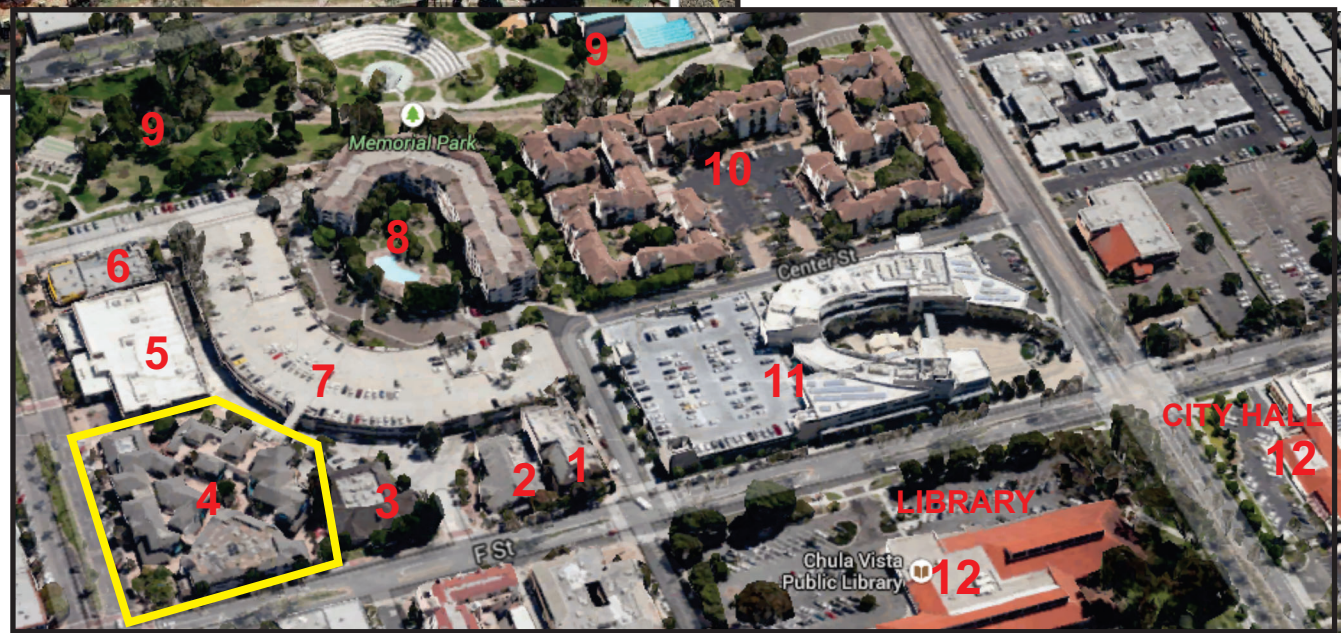 9
9
Memorial Park
10
8
6
Center St
5
7
11
CITY HALL
12
4
3
2
1
LIBRARY
F St
Chula Vista
Public Library
12